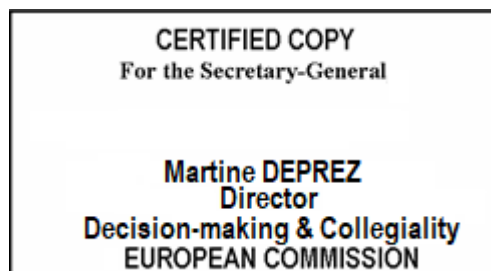 CERTIFIED COPY
For the Secretary-General
Martine DEPREZ
Director
Decision-making & Collegiality
EUROPEAN COMMISSION